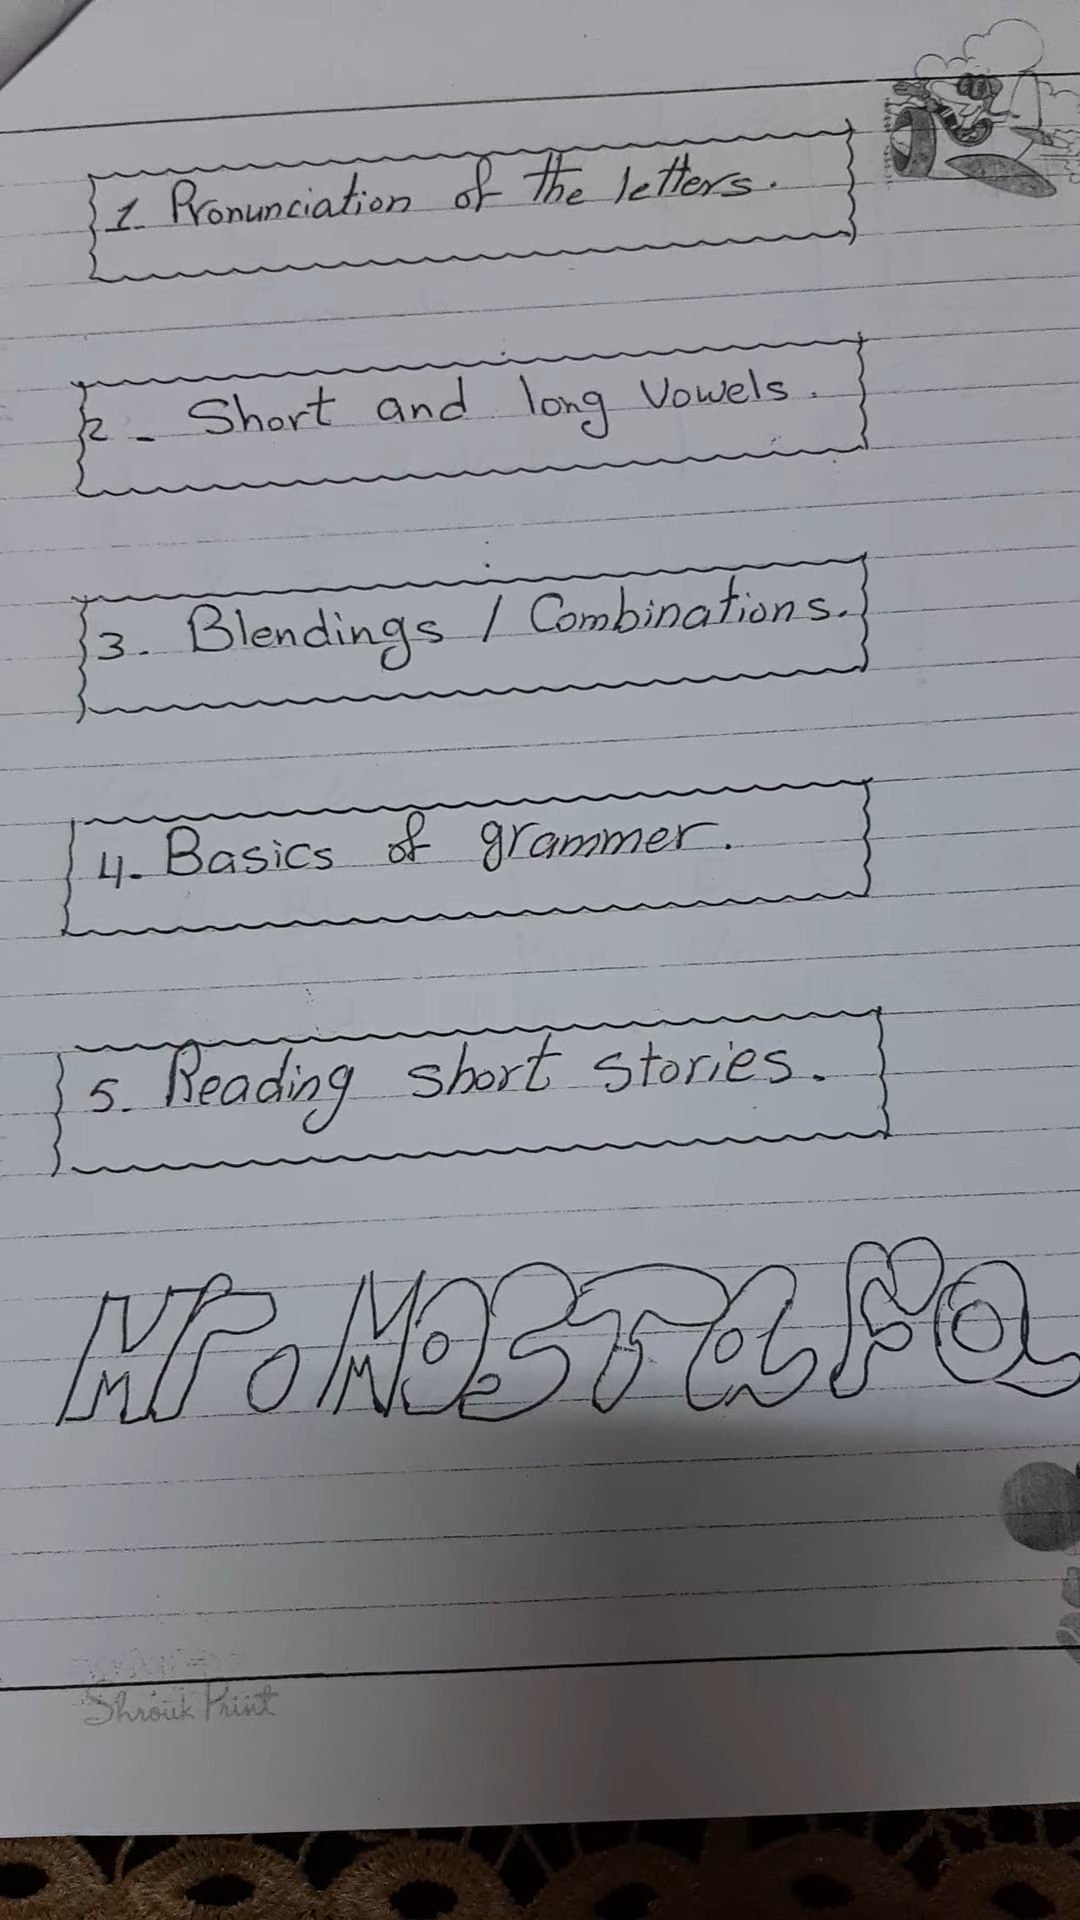 1. Pronunciation of the letters.
2 - Short and long Vowels.
3. Blendings / Combinations.
4. Basics of grammer.
5. Reading short stories.
Mr. Mostafa
Shrouk Print